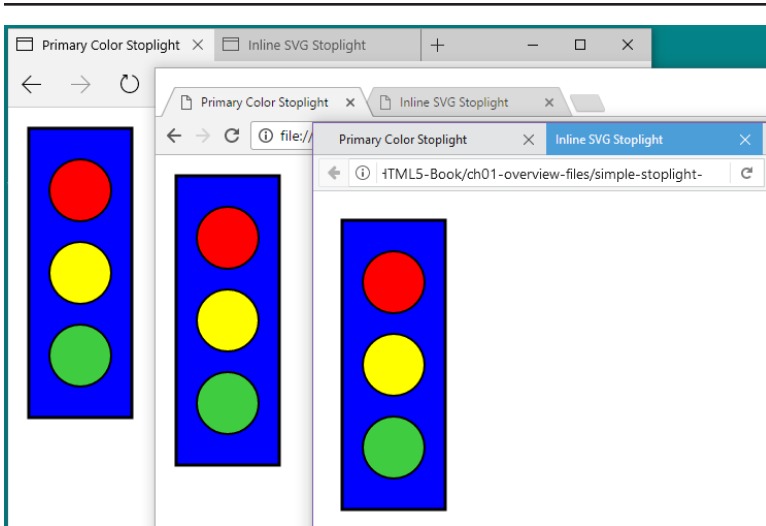 Primary Color Stoplight
Inline SVG Stoplight
Primary Color Stoplight
Inline SVG Stoplight
file://
Primary Color Stoplight
Inline SVG Stoplight
HTML5-Book/ch01-overview-files/simple-stoplight-